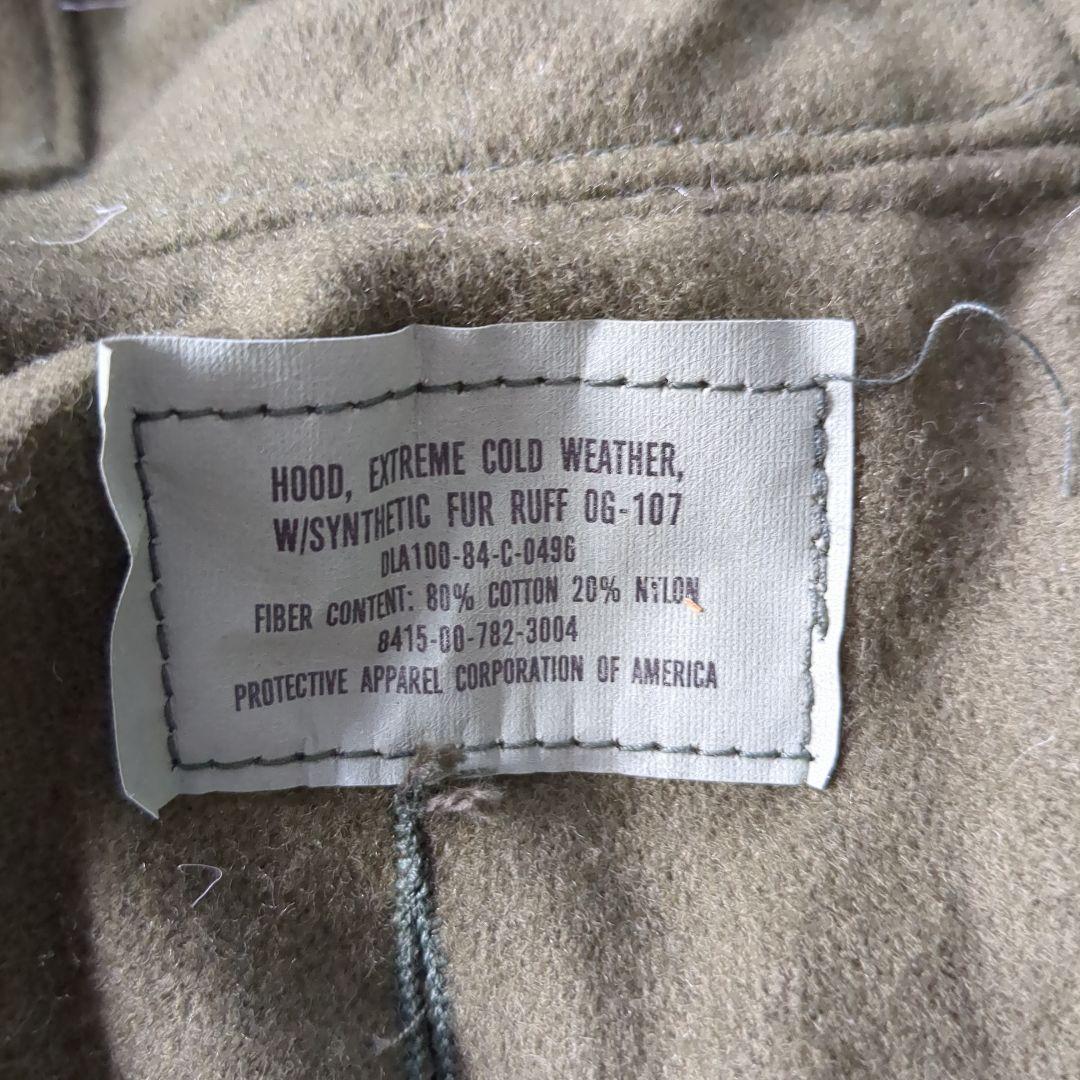 HOOD, EXTREME COLD WEATHER,
W/SYNTHETIC FUR RUFF OG-107
DLA100-84-C-0496
FIBER CONTENT: 80% COTTON 20% NYLON
8415-00-782-3004
PROTECTIVE APPAREL CORPORATION OF AMERICA